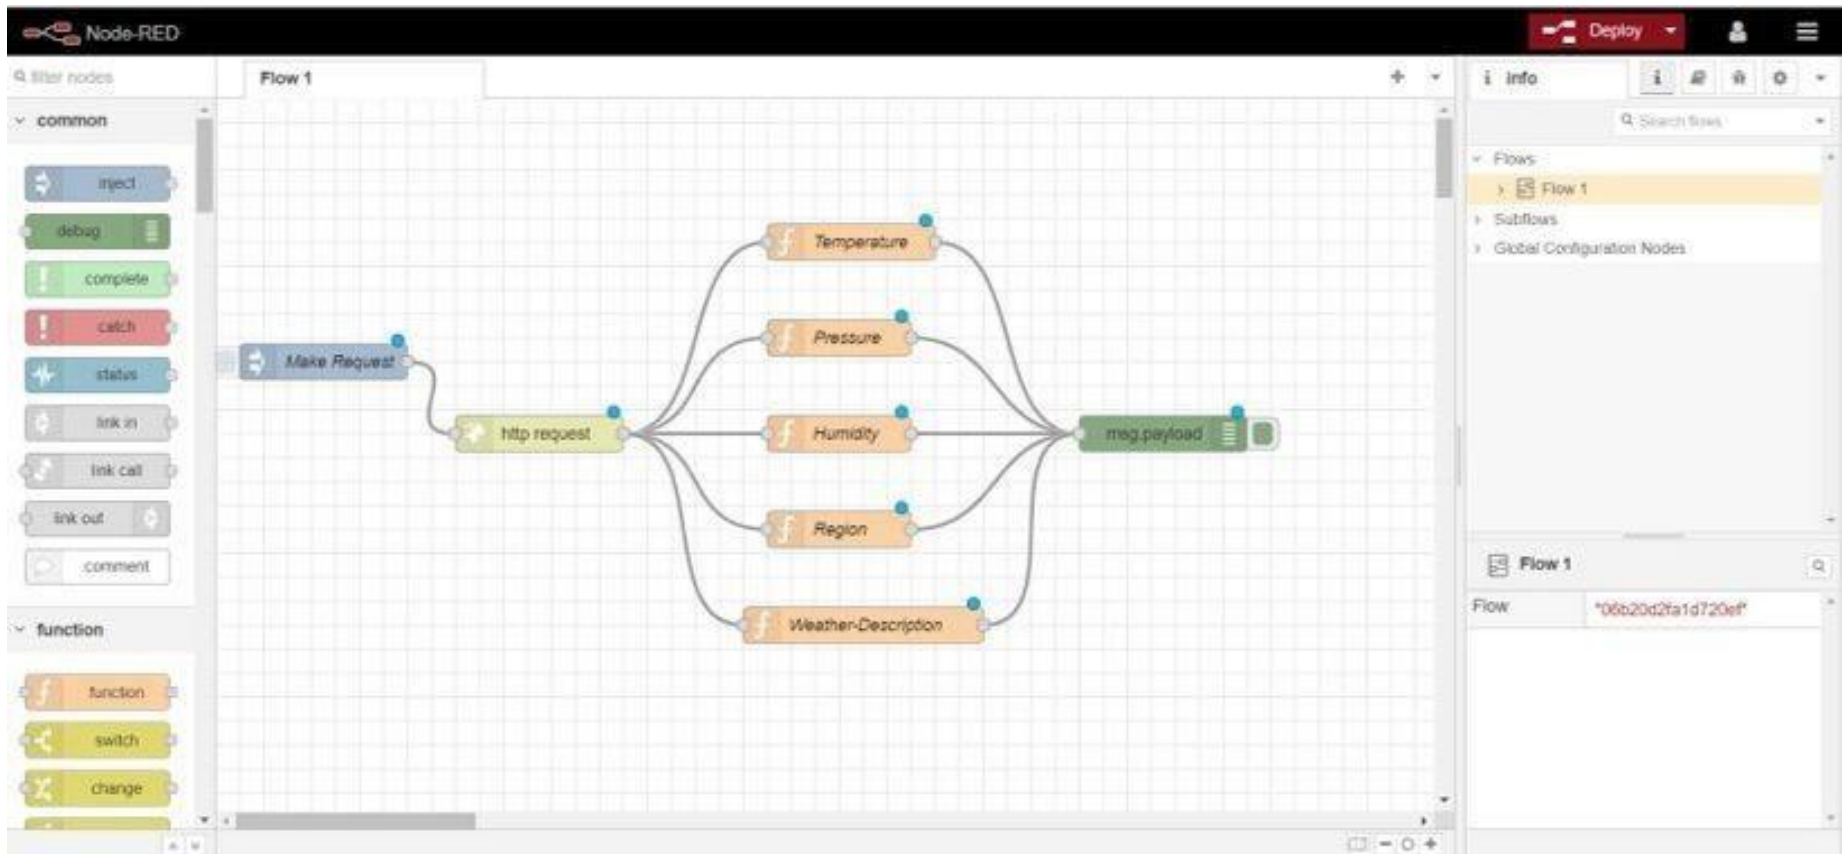 Node-RED
Deploy
filter nodes
Flow 1
info
common
Search flows
inject
debug
complete
catch
status
link in
link call
link out
comment
function
function
switch
change
Make Request
http request
Temperature
Pressure
Humidity
Region
Weather-Description
msg.payload
Flows
Flow 1
Subflows
Global Configuration Nodes
Flow 1
Flow "06b20d2fa1d720ef"